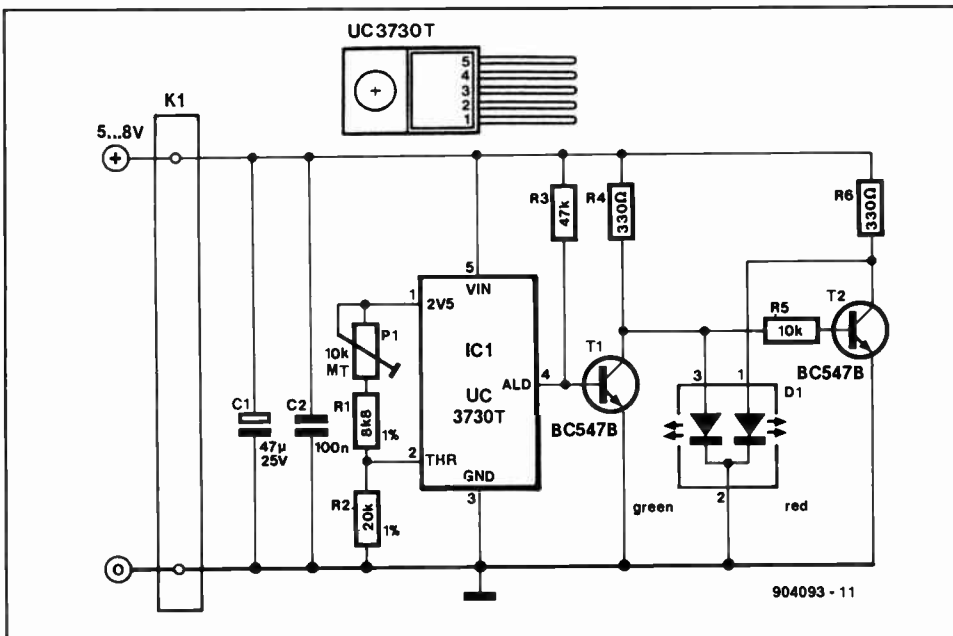 UC3730T
5
4
3
2
1
K1
5...8V
+
R3
47k
R4
330Ω
R6
330Ω
5
VIN
1
2V5
P1
10k
MT
IC1
UC
3730T
ALD
4
T1
BC547B
R5
10k
T2
BC547B
3
1
D1
C1
47µ
25V
C2
100n
R1
8k8
1%
2
THR
GND
3
R2
20k
1%
2
green
red
0
904093 - 11